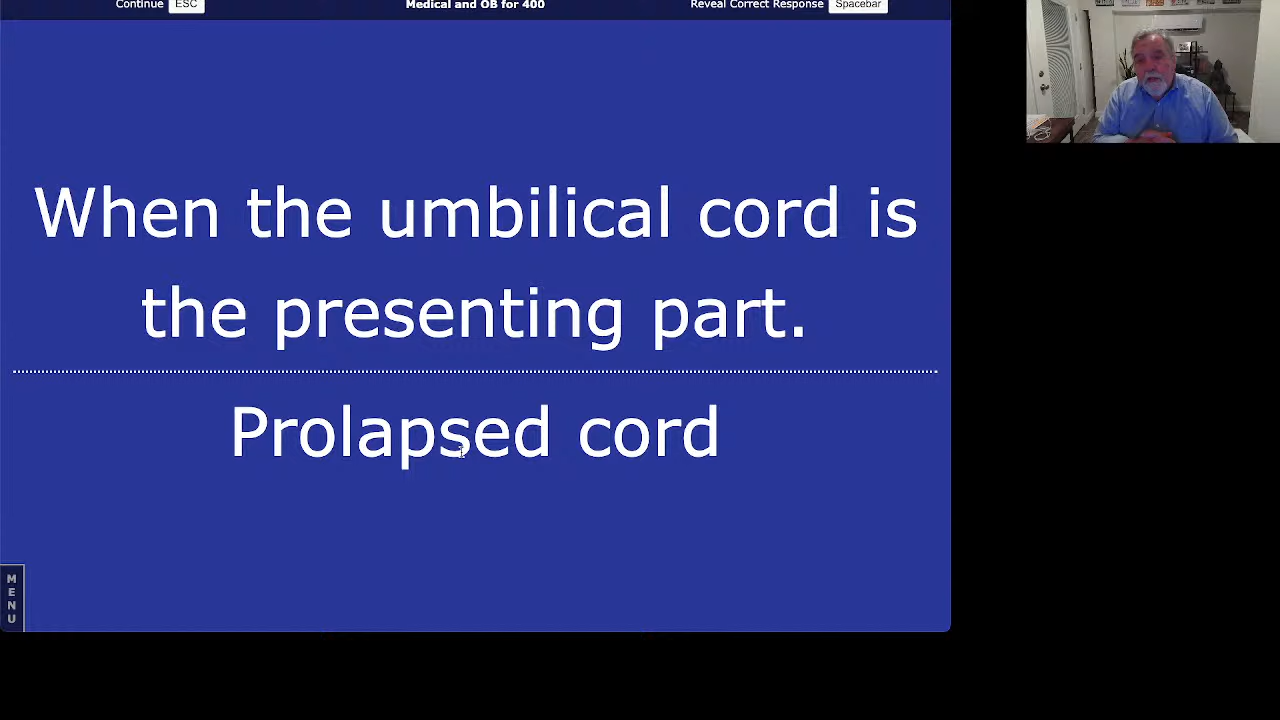 Continue ESC Medical and OB for 400 Reveal Correct Response Spacebar
When the umbilical cord is
the presenting part.
Prolapsed cord
MENU